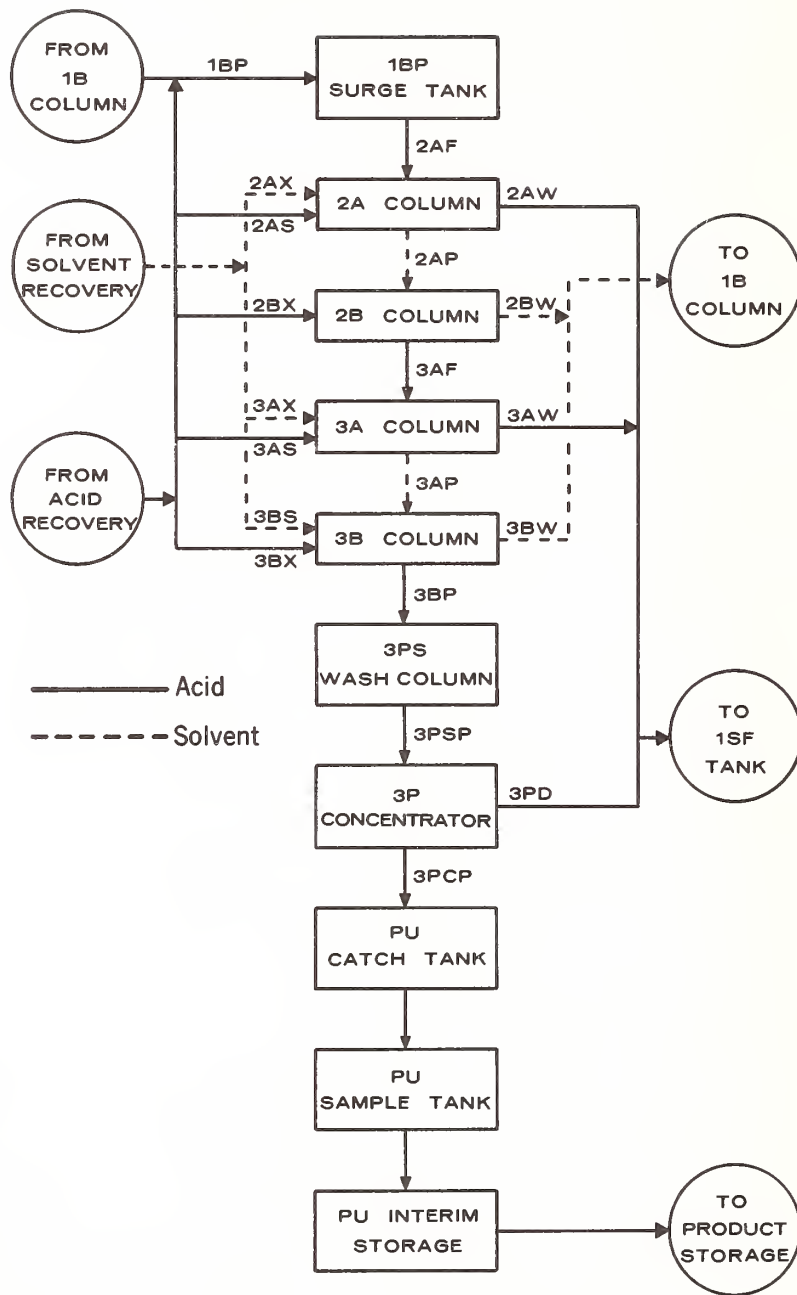 FROM
1B
COLUMN
1BP
1BP
SURGE TANK
2AF
2AX
2AS
2A COLUMN
2AW
FROM
SOLVENT
RECOVERY
2AP
TO
1B
COLUMN
2BX
2B COLUMN
2BW
3AF
3AX
3AS
3A COLUMN
3AW
FROM
ACID
RECOVERY
3AP
3BS
3BX
3B COLUMN
3BW
3BP
3PS
WASH COLUMN
Acid
Solvent
3PSP
TO
1SF
TANK
3P
CONCENTRATOR
3PD
3PCP
PU
CATCH TANK
PU
SAMPLE TANK
PU INTERIM
STORAGE
TO
PRODUCT
STORAGE